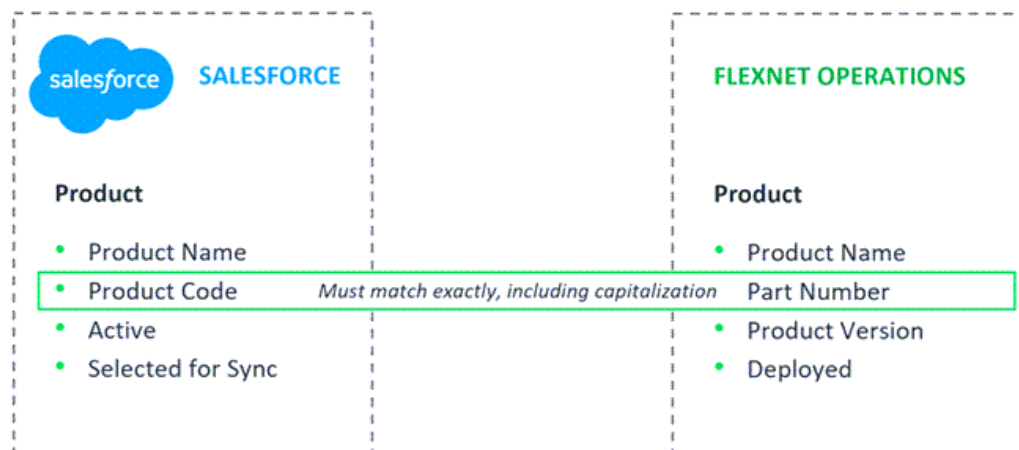 salesforce
SALESFORCE
FLEXNET OPERATIONS
Product
• Product Name
• Product Code
• Active
• Selected for Sync
Must match exactly, including capitalization
Product
• Product Name
Part Number
• Product Version
• Deployed